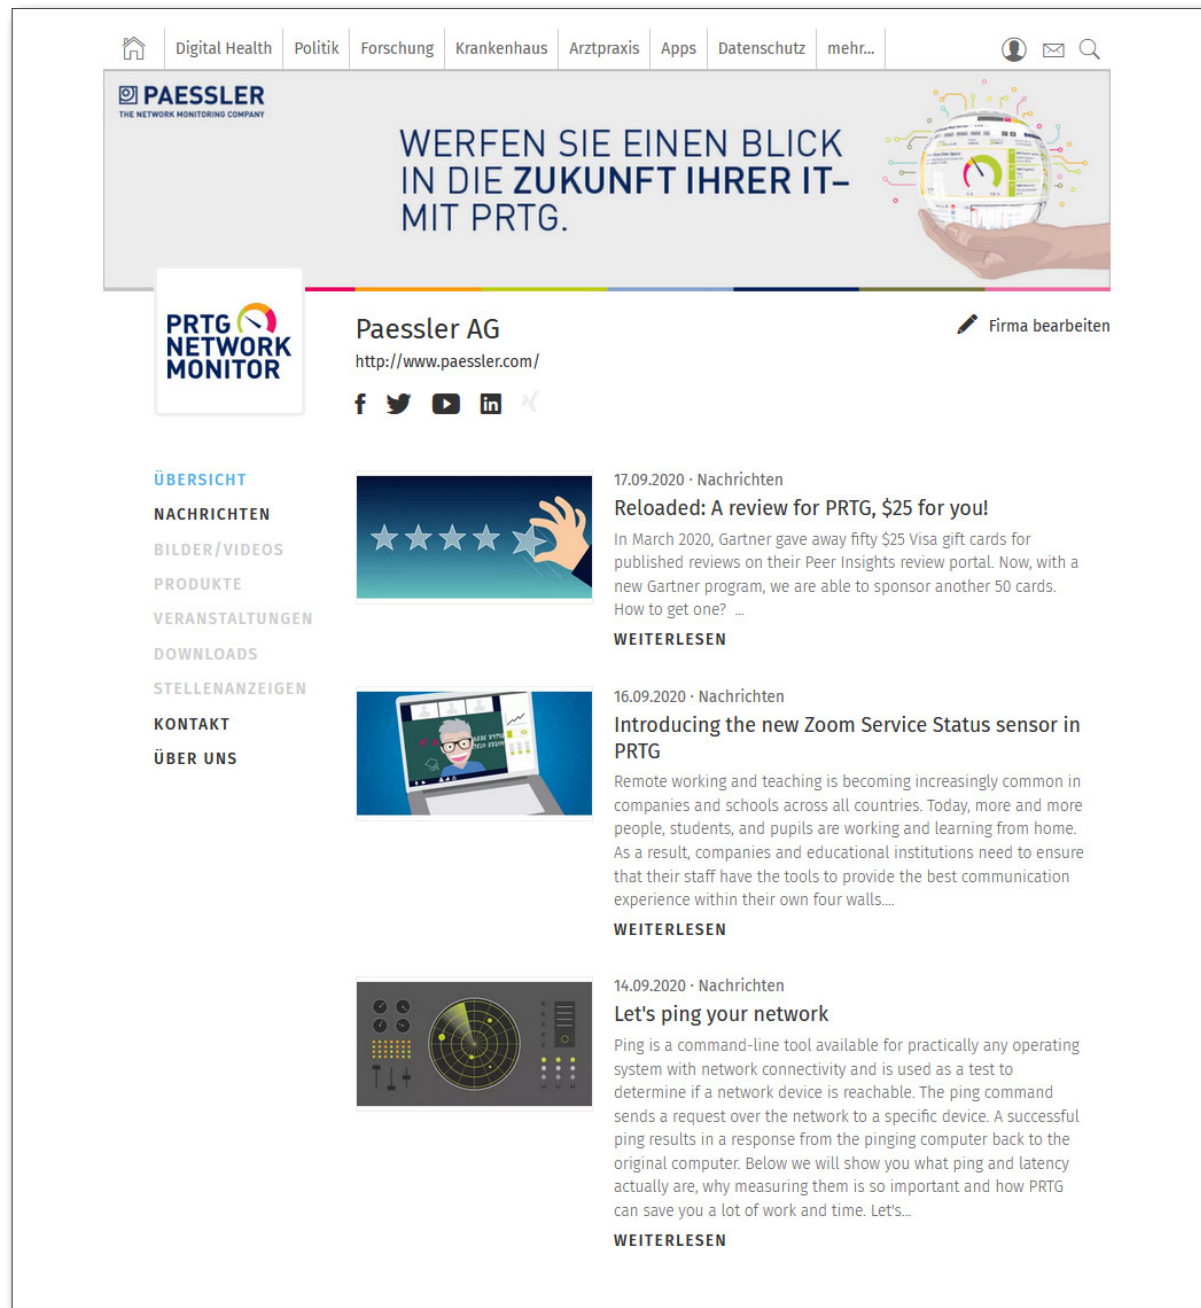 Digital Health Politik Forschung Krankenhaus Arztpraxis Apps Datenschutz mehr...
PAESSLER
THE NETWORK MONITORING COMPANY
WERFEN SIE EINEN BLICK
IN DIE ZUKUNFT IHRER IT–
MIT PRTG.
PRTG
NETWORK
MONITOR
Paessler AG
http://www.paessler.com/
Firma bearbeiten
ÜBERSICHT
NACHRICHTEN
BILDER/VIDEOS
PRODUKTE
VERANSTALTUNGEN
DOWNLOADS
STELLENANZEIGEN
KONTAKT
ÜBER UNS
17.09.2020 · Nachrichten
Reloaded: A review for PRTG, $25 for you!
In March 2020, Gartner gave away fifty $25 Visa gift cards for
published reviews on their Peer Insights review portal. Now, with a
new Gartner program, we are able to sponsor another 50 cards.
How to get one? ...
WEITERLESEN
16.09.2020 · Nachrichten
Introducing the new Zoom Service Status sensor in
PRTG
Remote working and teaching is becoming increasingly common in
companies and schools across all countries. Today, more and more
people, students, and pupils are working and learning from home.
As a result, companies and educational institutions need to ensure
that their staff have the tools to provide the best communication
experience within their own four walls....
WEITERLESEN
14.09.2020 · Nachrichten
Let's ping your network
Ping is a command-line tool available for practically any operating
system with network connectivity and is used as a test to
determine if a network device is reachable. The ping command
sends a request over the network to a specific device. A successful
ping results in a response from the pinging computer back to the
original computer. Below we will show you what ping and latency
actually are, why measuring them is so important and how PRTG
can save you a lot of work and time. Let's...
WEITERLESEN